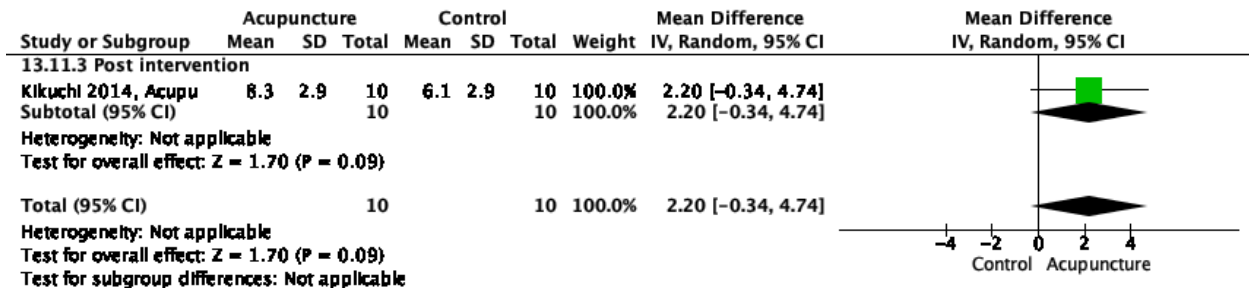 Acupuncture Control Mean Difference Mean Difference
Study or Subgroup Mean SD Total Mean SD Total Weight IV, Random, 95% CI IV, Random, 95% CI
13.11.3 Post intervention
Kikuchi 2014, Acupu 8.3 2.9 10 6.1 2.9 10 100.0% 2.20 [−0.34, 4.74]
Subtotal (95% CI) 10 10 100.0% 2.20 [−0.34, 4.74]
Heterogeneity: Not applicable
Test for overall effect: Z = 1.70 (P = 0.09)
Total (95% CI) 10 10 100.0% 2.20 [−0.34, 4.74]
Heterogeneity: Not applicable
Test for overall effect: Z = 1.70 (P = 0.09)
Test for subgroup differences: Not applicable
−4 −2 0 2 4
Control Acupuncture